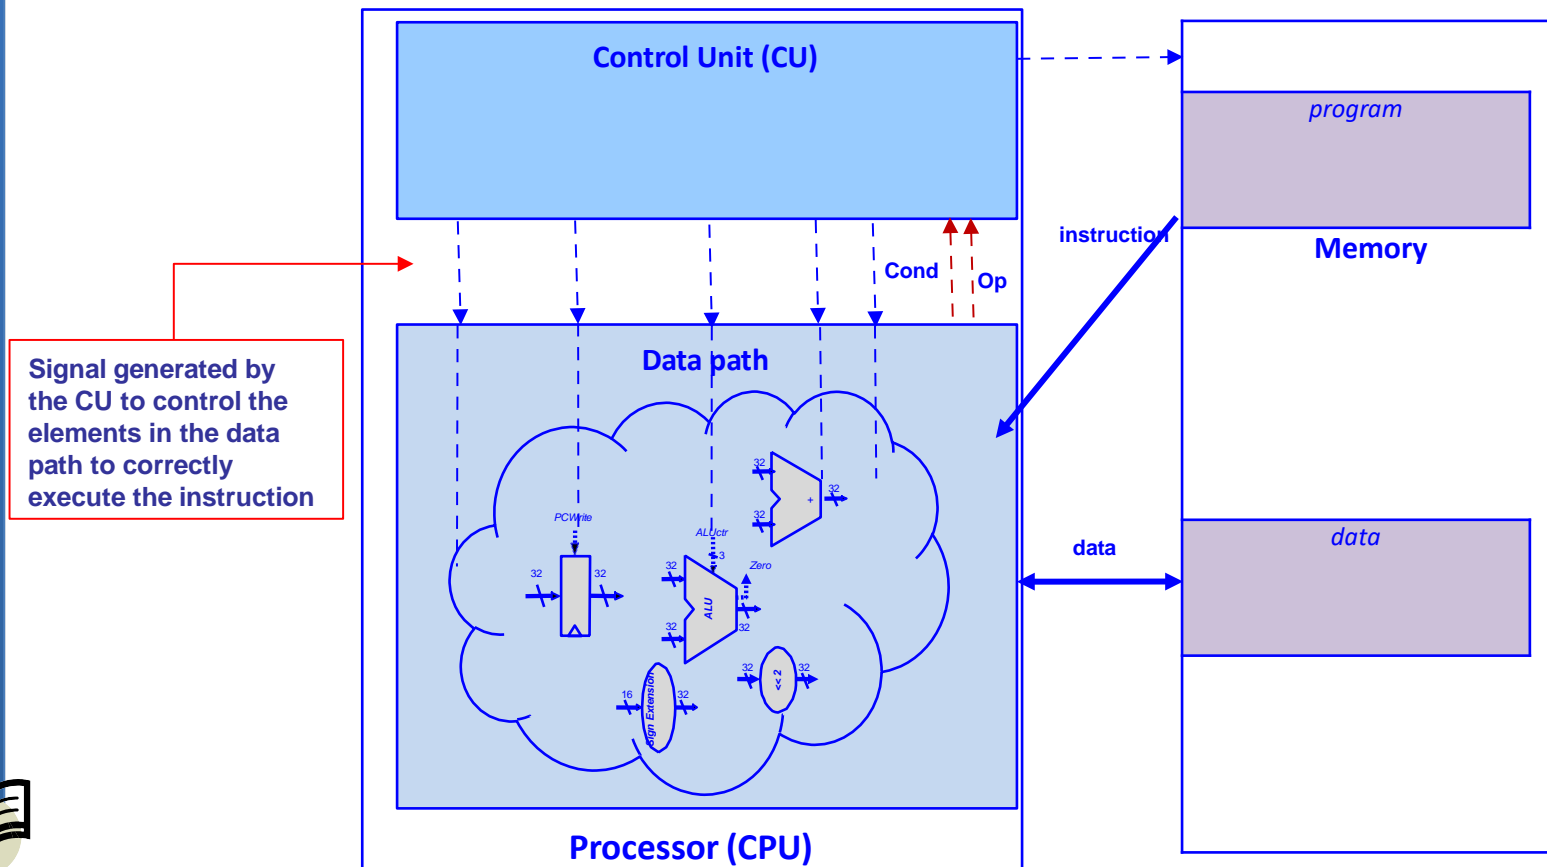 Control Unit (CU)
program
instruction
Memory
Cond
Op
Signal generated by
the CU to control the
elements in the data
path to correctly
execute the instruction
Data path
32
32
+
32
PCWrite
ALUctr
3
Zero
32
32
32
ALU
32
32
data
data
32
<< 2
32
16
Sign Extension
32
Processor (CPU)